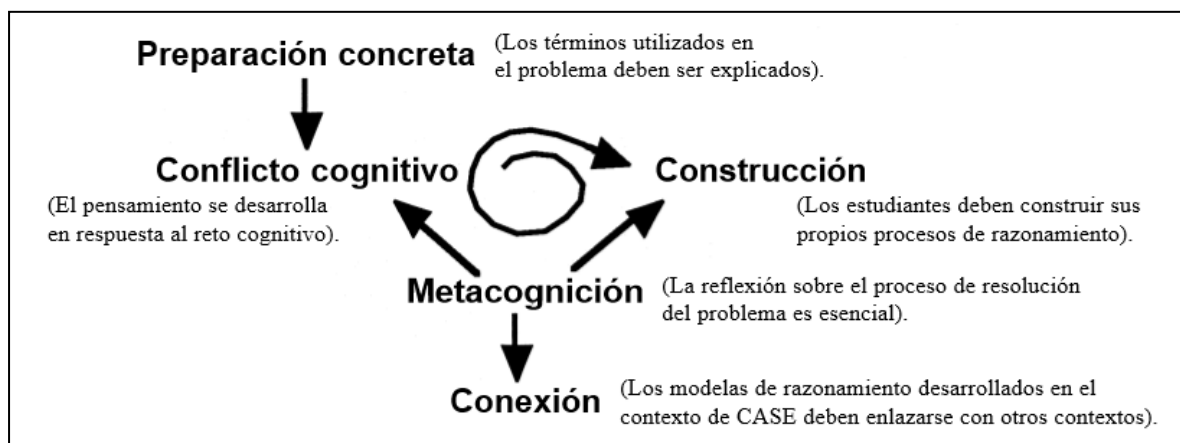 Preparación concreta
(Los términos utilizados en
el problema deben ser explicados).
Conflicto cognitivo
(El pensamiento se desarrolla
en respuesta al reto cognitivo).
Construcción
(Los estudiantes deben construir sus
propios procesos de razonamiento).
Metacognición
(La reflexión sobre el proceso de resolución
del problema es esencial).
Conexión
(Los modelas de razonamiento desarrollados en el
contexto de CASE deben enlazarse con otros contextos).